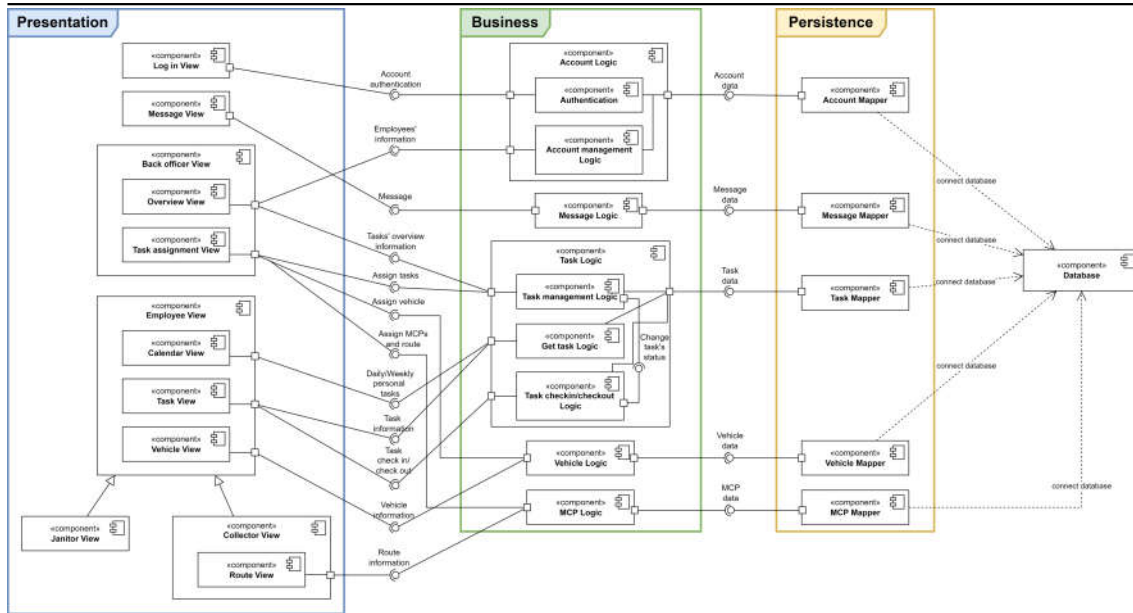 Presentation
Business
Persistence
«component»
Log in View
«component»
Message View
«component»
Back officer View
«component»
Overview View
«component»
Task assignment View
«component»
Employee View
«component»
Calendar View
«component»
Task View
«component»
Vehicle View
«component»
Janitor View
«component»
Collector View
«component»
Route View
Account
authentication
Employees'
information
Message
Tasks' overview
information
Assign tasks
Assign vehicle
Assign MCPs
and route
Daily/Weekly
personal
tasks
Task
information
Task
check in/
check out
Vehicle
information
Route
information
«component»
Account Logic
«component»
Authentication
«component»
Account management
Logic
«component»
Message Logic
«component»
Task Logic
«component»
Task management Logic
«component»
Get task Logic
Change
task's
status
«component»
Task checkin/checkout
Logic
«component»
Vehicle Logic
«component»
MCP Logic
Account
data
Message
data
Task
data
Vehicle
data
MCP
data
«component»
Account Mapper
«component»
Message Mapper
«component»
Task Mapper
«component»
Vehicle Mapper
«component»
MCP Mapper
connect database
connect database
connect database
connect database
connect database
«component»
Database